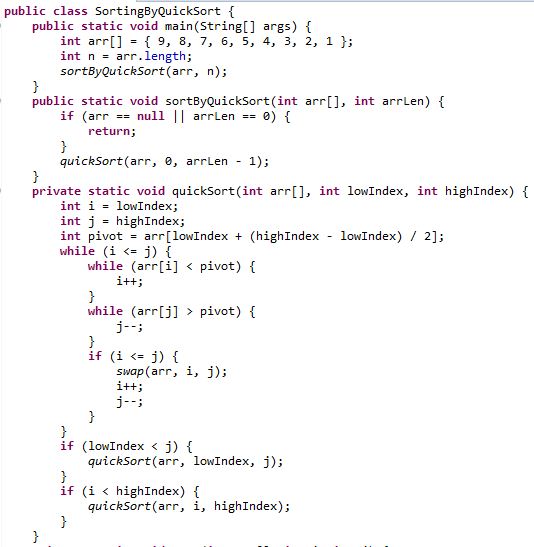 public class SortingByQuickSort {
    public static void main(String[] args) {
        int arr[] = { 9, 8, 7, 6, 5, 4, 3, 2, 1 };
        int n = arr.length;
        sortByQuickSort(arr, n);
    }
    public static void sortByQuickSort(int arr[], int arrLen) {
        if (arr == null || arrLen == 0) {
            return;
        }
        quickSort(arr, 0, arrLen - 1);
    }
    private static void quickSort(int arr[], int lowIndex, int highIndex) {
        int i = lowIndex;
        int j = highIndex;
        int pivot = arr[lowIndex + (highIndex - lowIndex) / 2];
        while (i <= j) {
            while (arr[i] < pivot) {
                i++;
            }
            while (arr[j] > pivot) {
                j--;
            }
            if (i <= j) {
                swap(arr, i, j);
                i++;
                j--;
            }
        }
        if (lowIndex < j) {
            quickSort(arr, lowIndex, j);
        }
        if (i < highIndex) {
            quickSort(arr, i, highIndex);
        }
    }